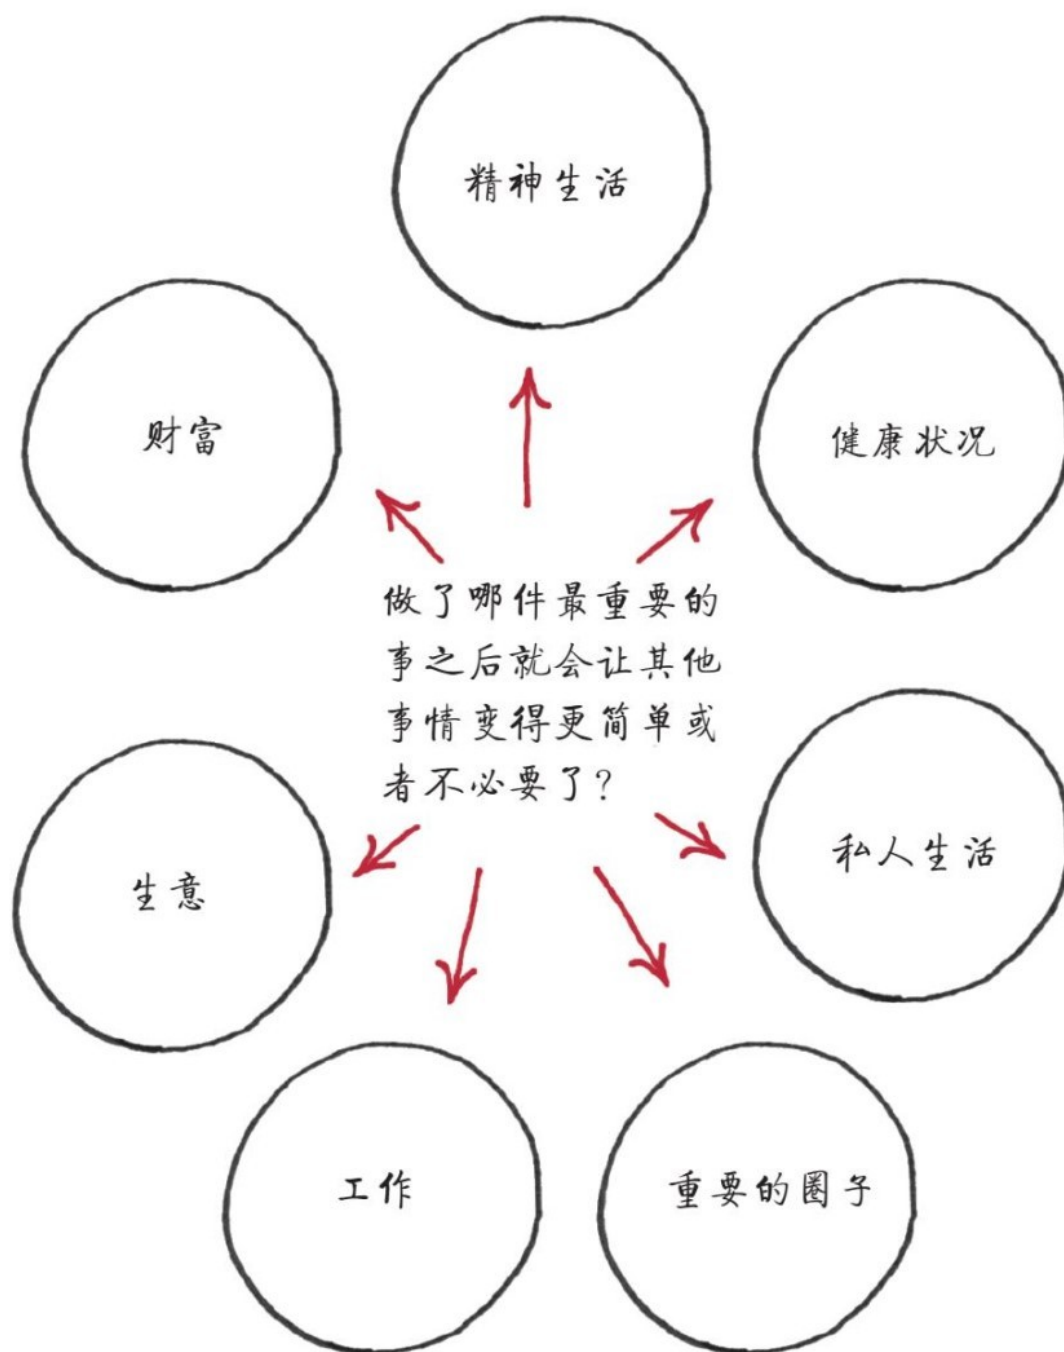 精神生活
财富
健康状况
做了哪件最重要的
事之后就会让其他
事情变得更简单或
者不必要了？
生意
私人生活
工作
重要的圈子